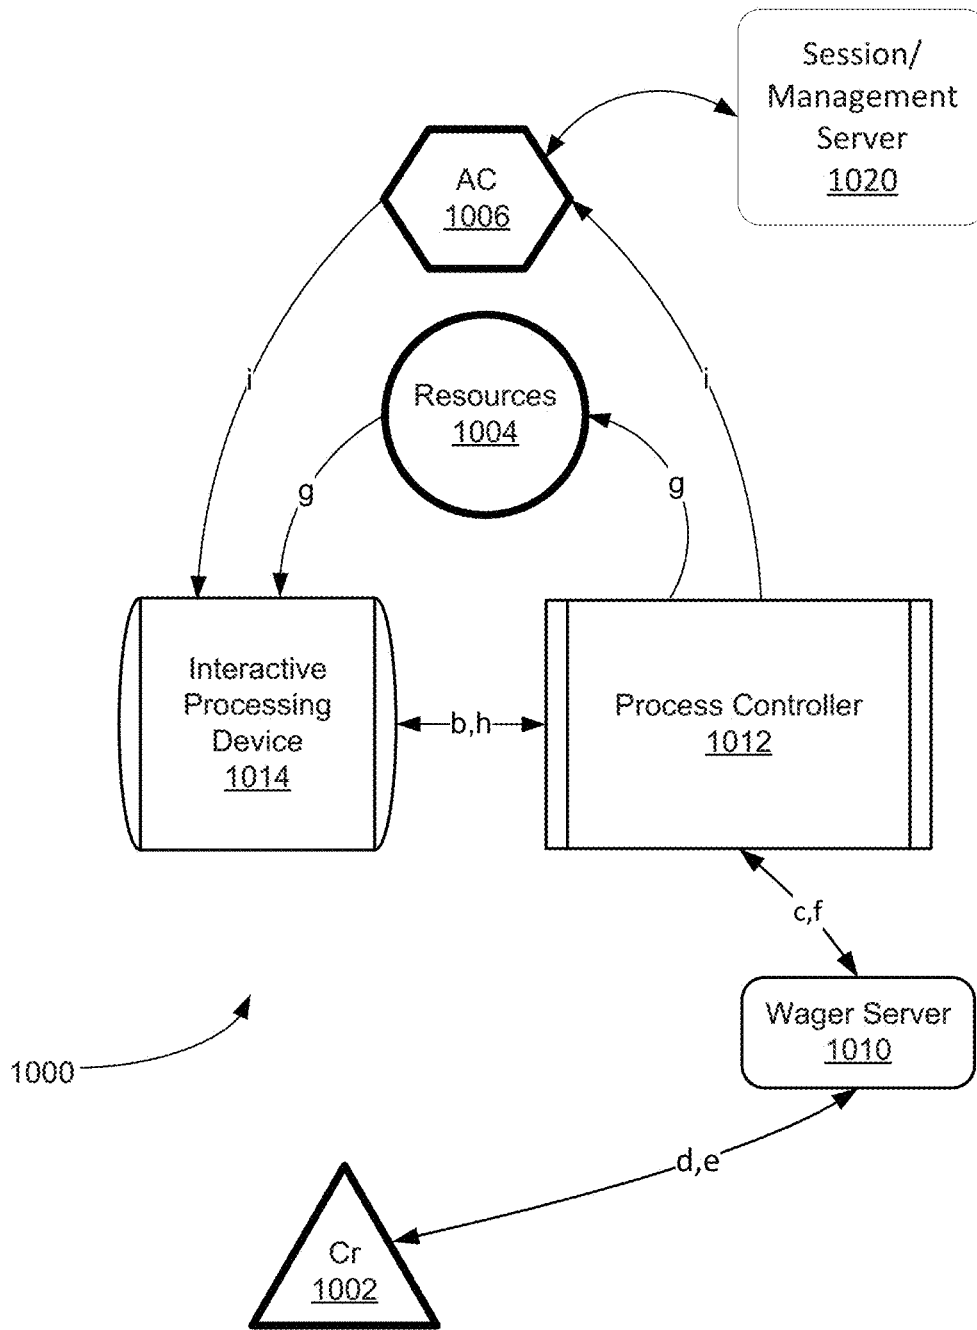 Session/
Management
Server
1020
AC
1006
i
i
Resources
1004
g
g
Interactive
Processing
Device
1014
b,h
Process Controller
1012
c,f
Wager Server
1010
1000
d,e
Cr
1002